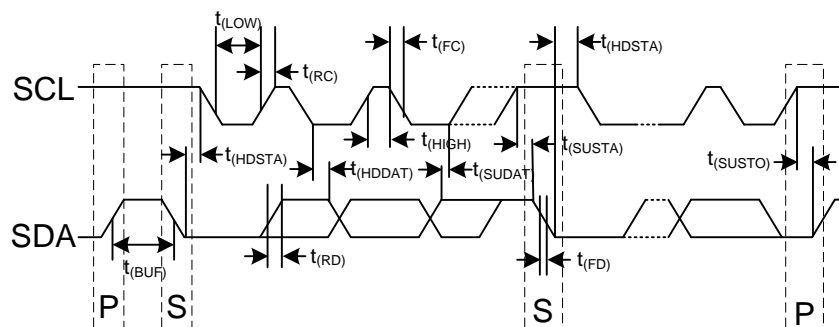 t(LOW)
t(FC)
t(HDSTA)
t(RC)
SCL
t(HDSTA)
t(HIGH)
t(SUSTA)
t(SUSTO)
t(HDDAT)
t(SUDAT)
SDA
t(BUF)
t(RD)
t(FD)
P
S
S
P